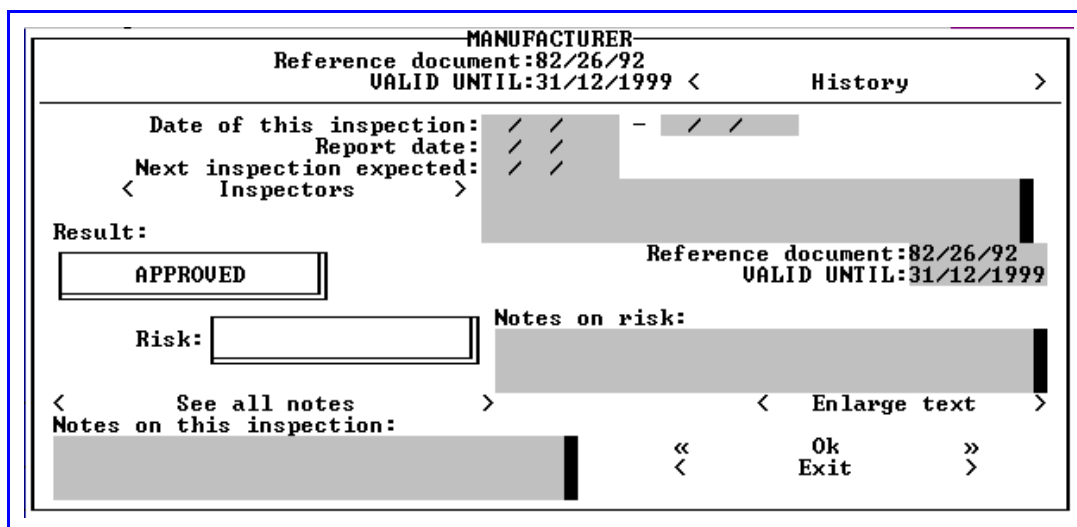 MANUFACTURER
Reference document:82/26/92
VALID UNTIL:31/12/1999 < History >
Date of this inspection: / / - / /
Report date: / /
Next inspection expected: / /
< Inspectors >
Result:
Reference document:82/26/92
APPROVED
VALID UNTIL:31/12/1999
Notes on risk:
Risk:
< See all notes > < Enlarge text >
Notes on this inspection:
« Ok »
< Exit >